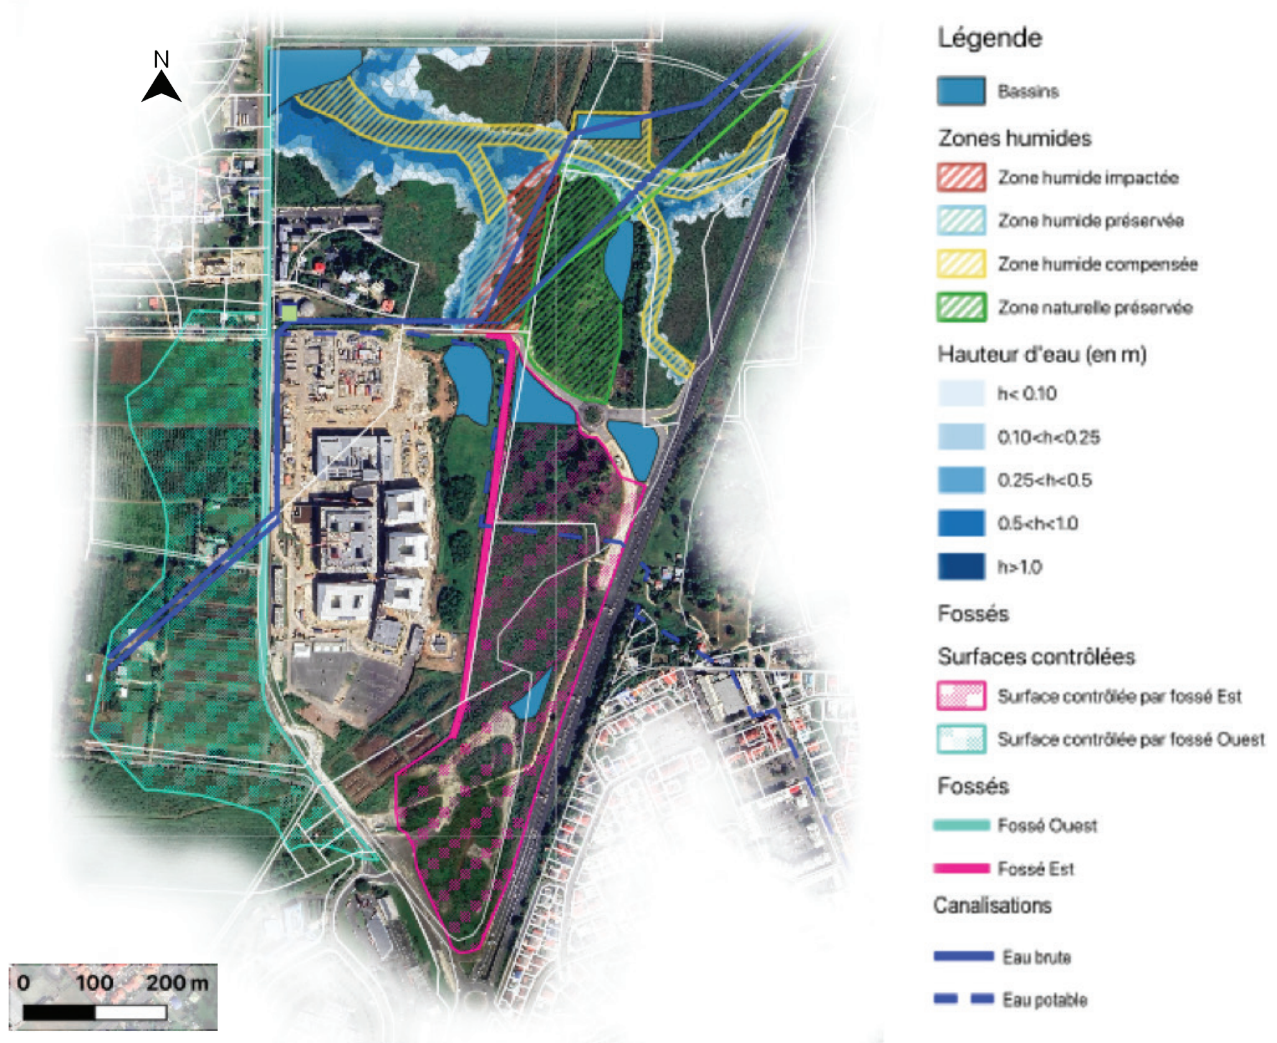 N
0 100 200 m
Légende
Bassins
Zones humides
Zone humide impactée
Zone humide préservée
Zone humide compensée
Zone naturelle préservée
Hauteur d'eau (en m)
h< 0.10
0.10<h<0.25
0.25<h<0.5
0.5<h<1.0
h>1.0
Fossés
Surfaces contrôlées
Surface contrôlée par fossé Est
Surface contrôlée par fossé Ouest
Fossés
Fossé Ouest
Fossé Est
Canalisations
Eau brute
Eau potable